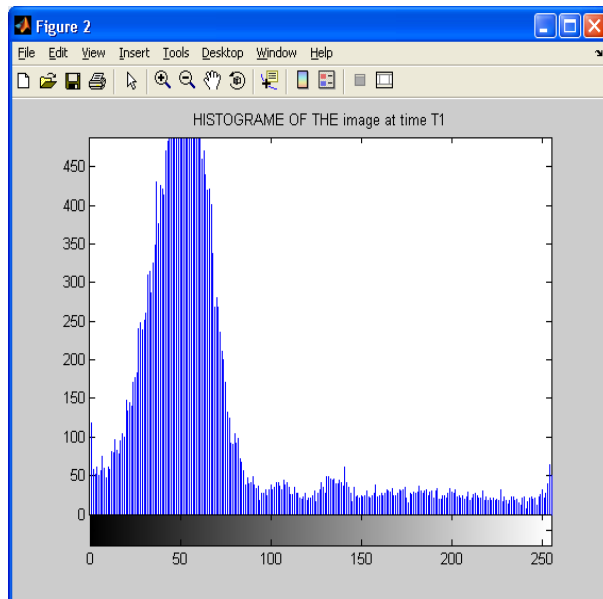 Figure 2
File Edit View Insert Tools Desktop Window Help
HISTOGRAME OF THE image at time T1
450
400
350
300
250
200
150
100
50
0
0 50 100 150 200 250